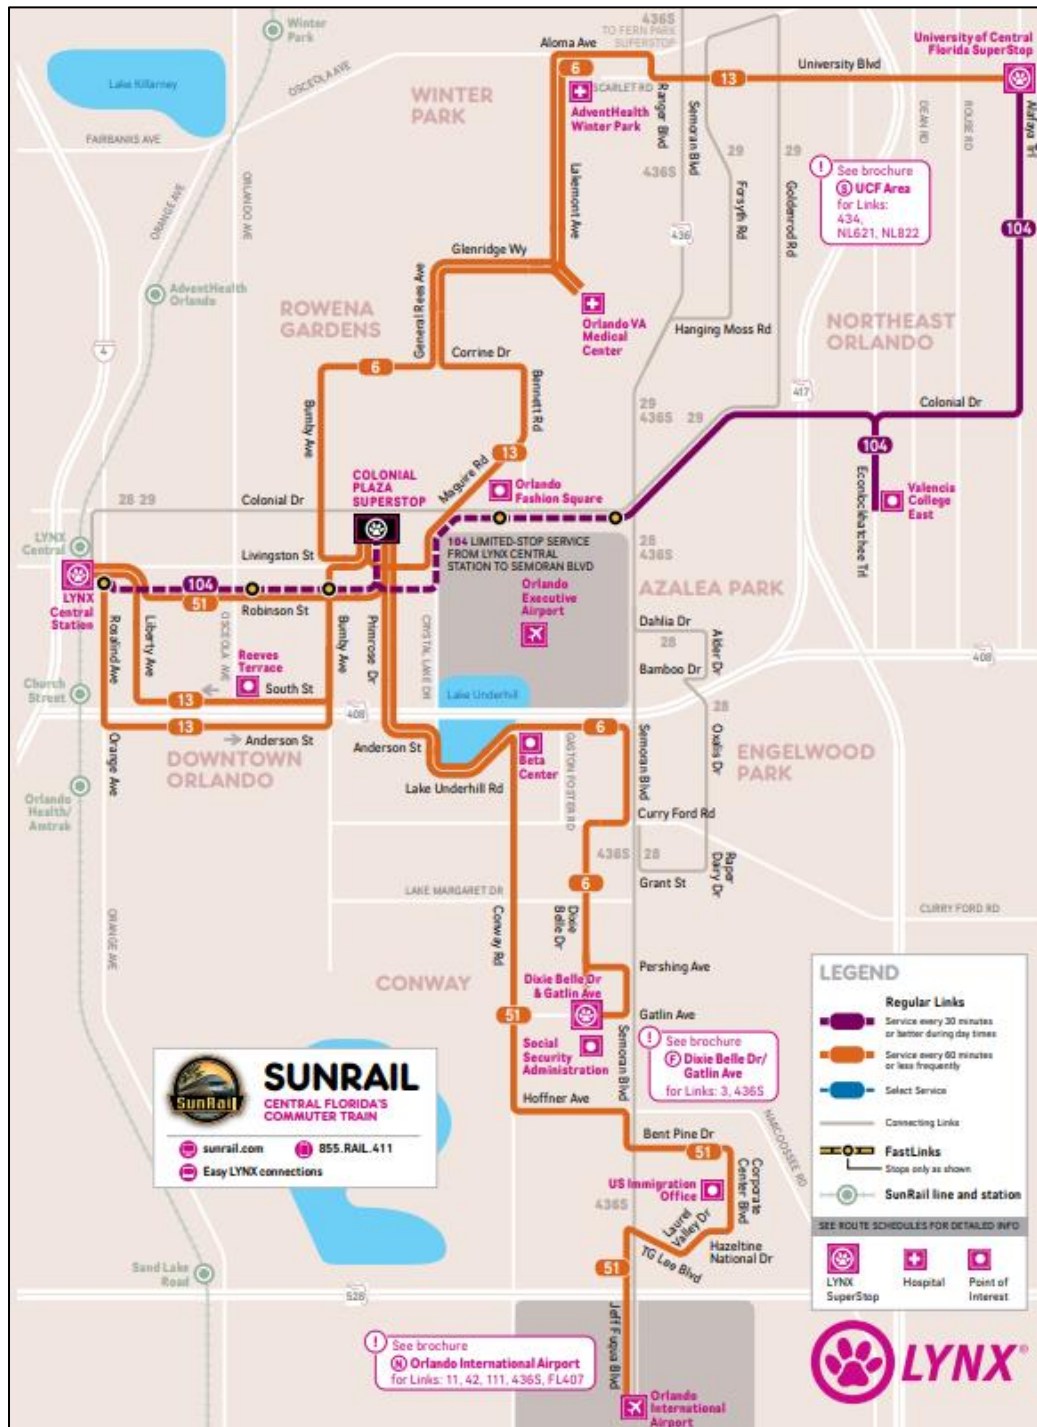 Winter
Park
436S
TO FERN PARK
SUPERSTOP
Aloma Ave
University of Central
Florida SuperStop
University Blvd
6
13
SCARLET RD
Lake Killarney
OSCEOLA AVE
WINTER
PARK
AdventHealth
Winter Park
Ranger Blvd
Semoran Blvd
DEAN RD
ROUSE RD
Alafaya Trl
FAIRBANKS AVE
ORANGE AVE
ORLANDO AVE
Lakemont Ave
436S
29
29
Forsyth Rd
Goldenrod Rd
! See brochure
S UCF Area
for Links:
434,
NL621, NL822
436
104
Glenridge Wy
General Rees Ave
AdventHealth
Orlando
ROWENA
GARDENS
Orlando VA
Medical
Center
Hanging Moss Rd
NORTHEAST
ORLANDO
4
Corrine Dr
6
Bumby Ave
Bennett Rd
417
29
436S
29
Colonial Dr
104
13
Maguire Rd
COLONIAL
PLAZA
SUPERSTOP
Orlando
Fashion Square
Econlockhatchee Trl
Valencia
College
East
28 29
Colonial Dr
LYNX
Central
Livingston St
104 LIMITED-STOP SERVICE
FROM LYNX CENTRAL
STATION TO SEMORAN BLVD
28
436S
LYNX
Central
Station
104
51
Robinson St
Orlando
Executive
Airport
AZALEA PARK
Rosalind Ave
Liberty Ave
OSCEOLA AVE
Bumby Ave
Primrose Dr
CRYSTAL LAKE DR
Dahlia Dr
28
Alder Dr
Bamboo Dr
408
Reeves
Terrace
Church
Street
South St
13
Lake Underhill
408
28
13
Anderson St
DOWNTOWN
ORLANDO
Anderson St
6
Beta
Center
GASTON FOSTER RD
Semoran Blvd
Oxalis Dr
ENGELWOOD
PARK
Orange Ave
Orlando
Health/
Amtrak
Lake Underhill Rd
Curry Ford Rd
436S
28
Raper
Dairy Dr
Grant St
6
LAKE MARGARET DR
CURRY FORD RD
ORANGE AVE
Conway Rd
Dixie
Belle Dr
Pershing Ave
CONWAY
Dixie Belle Dr
& Gatlin Ave
Gatlin Ave
51
Social
Security
Administration
Semoran Blvd
! See brochure
F Dixie Belle Dr/
Gatlin Ave
for Links: 3, 436S
LEGEND
Regular Links
Service every 30 minutes
or better during day times
Service every 60 minutes
or less frequently
Select Service
Connecting Links
FastLinks
Stops only as shown
SunRail line and station
SEE ROUTE SCHEDULES FOR DETAILED INFO
LYNX
SuperStop
Hospital
Point of
Interest
SunRail
SUNRAIL
CENTRAL FLORIDA'S
COMMUTER TRAIN
sunrail.com
855.RAIL.411
Easy LYNX connections
Hoffner Ave
Bent Pine Dr
51
NARCOOSSEE RD
US Immigration
Office
Corporate
Center Blvd
436S
Laurel
Valley Dr
Hazeltine
National Dr
TG Lee Blvd
51
Sand Lake
Road
528
Jeff Fuqua Blvd
! See brochure
N Orlando International Airport
for Links: 11, 42, 111, 436S, FL407
Orlando
International
Airport
LYNX®